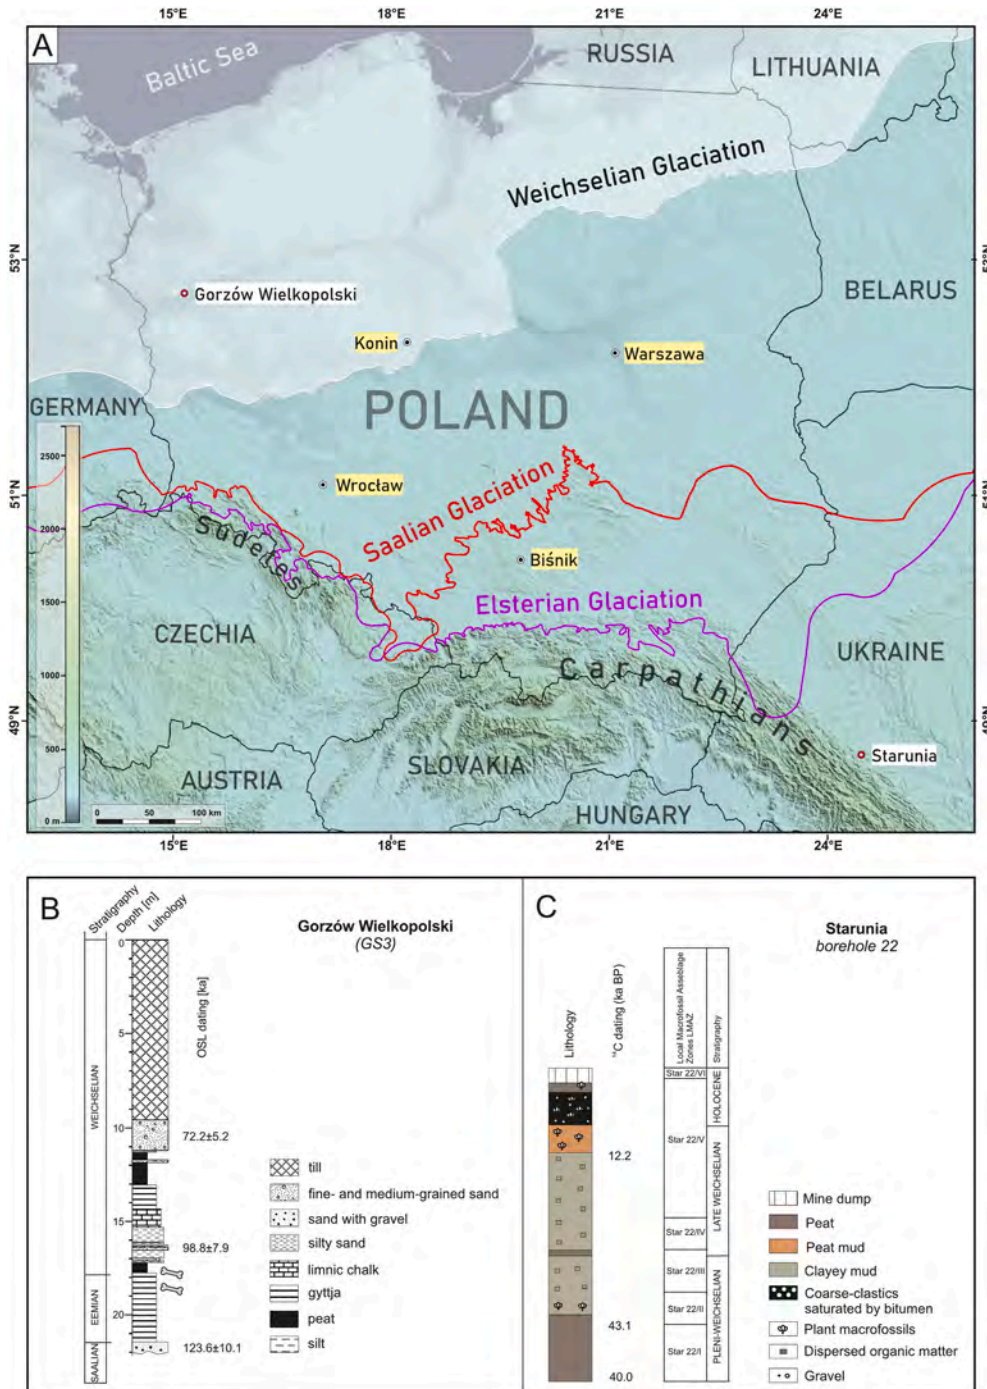 15°E 18°E 21°E 24°E
A
Baltic Sea
RUSSIA
LITHUANIA
Weichselian Glaciation
53°N 53°N
Gorzów Wielkopolski
BELARUS
Konin
Warszawa
GERMANY
POLAND
2500
51°N 51°N
Wrocław
Saalian Glaciation
2000
Sudetes
Biśnik
1500
Elsterian Glaciation
CZECHIA
UKRAINE
Carpathians
1000
49°N 49°N
500
Starunia
SLOVAKIA
AUSTRIA
HUNGARY
0 m
0 50 100 km
15°E 18°E 21°E 24°E
B
Stratigraphy
Depth [m]
Lithology
Gorzów Wielkopolski
(GS3)
OSL dating [ka]
0
5
10
15
20
WEICHSELIAN
EEMIAN
SAALIAN
72.2±5.2
98.8±7.9
123.6±10.1
till
fine- and medium-grained sand
sand with gravel
silty sand
limnic chalk
gyttja
peat
silt
C
Starunia
borehole 22
Lithology
¹⁴C dating (ka BP)
Local Macrofossil Asseblage
Zones LMAZ
Stratigraphy
12.2
43.1
40.0
Star 22/VI
Star 22/V
Star 22/IV
Star 22/III
Star 22/II
Star 22/I
HOLOCENE
LATE WEICHSELIAN
PLENI-WEICHSELIAN
Mine dump
Peat
Peat mud
Clayey mud
Coarse-clastics
saturated by bitumen
Plant macrofossils
Dispersed organic matter
Gravel